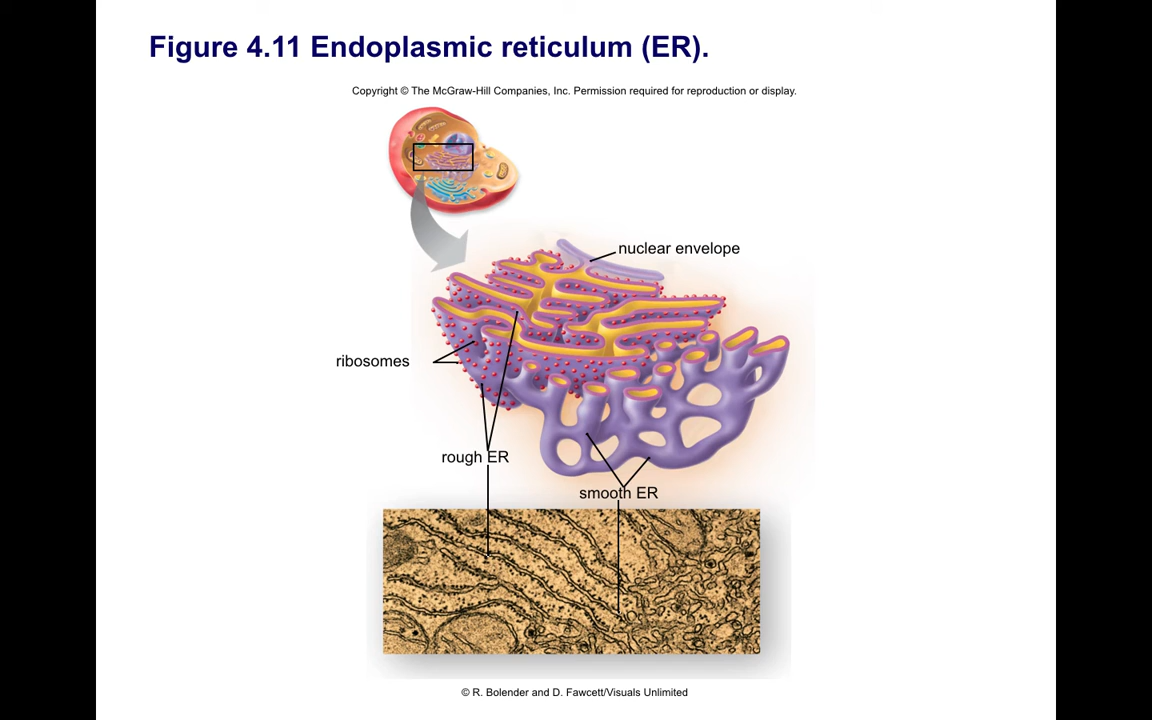 Figure 4.11 Endoplasmic reticulum (ER).
Copyright © The McGraw-Hill Companies, Inc. Permission required for reproduction or display.
nuclear envelope
ribosomes
rough ER
smooth ER
© R. Bolender and D. Fawcett/Visuals Unlimited